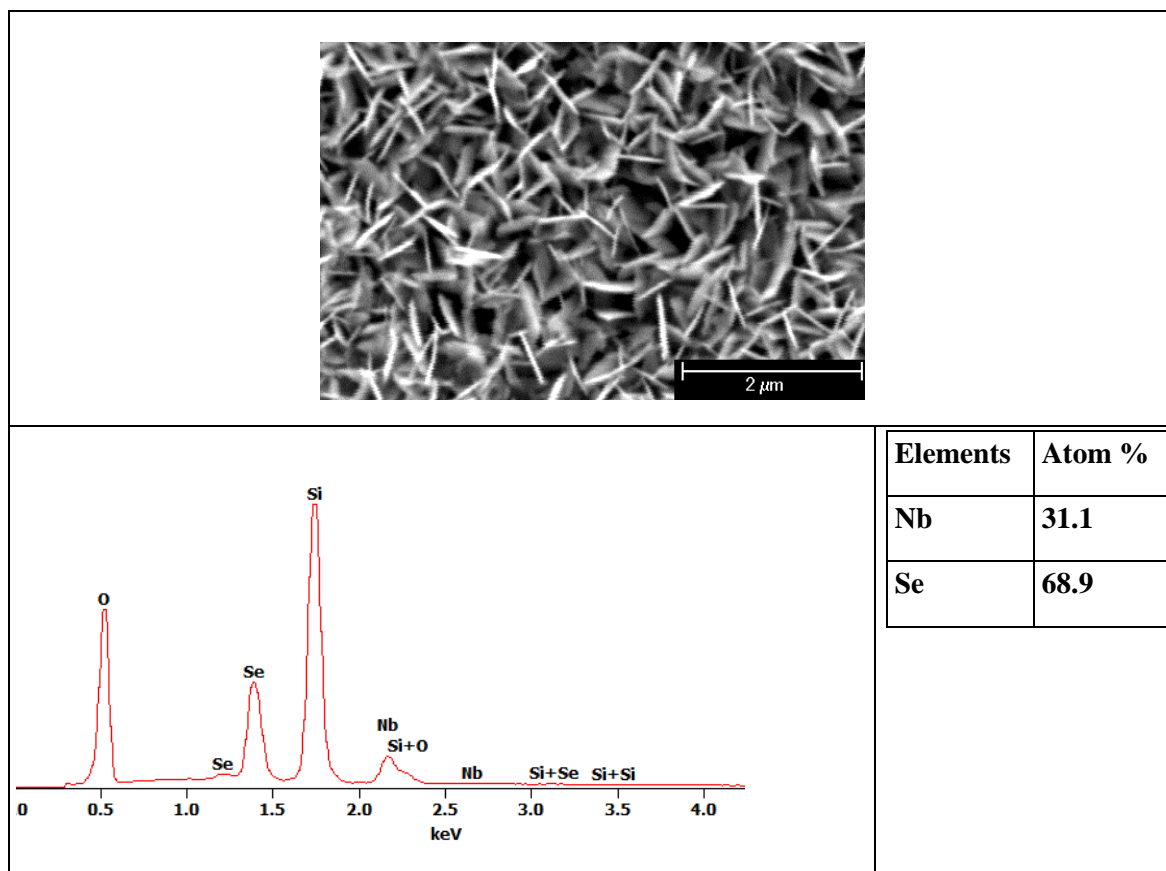 2 μm
Elements Atom %
Nb 31.1
Se 68.9
Si
O
Se
Nb
Si+O
Se
Nb
Si+Se
Si+Si
.0 0.5 1.0 1.5 2.0 2.5 3.0 3.5 4.0
keV